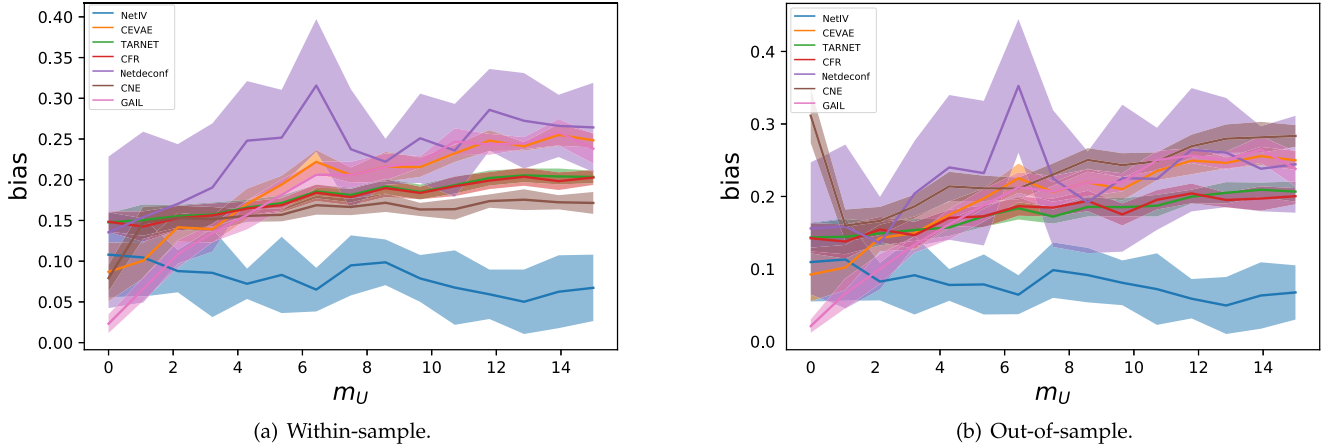 0.40
0.35
0.30
0.25
0.20
0.15
0.10
0.05
0.00
bias
NetIV
CEVAE
TARNET
CFR
Netdeconf
CNE
GAIL
0 2 4 6 8 10 12 14
m_U
(a) Within-sample.
0.4
0.3
0.2
0.1
0.0
bias
NetIV
CEVAE
TARNET
CFR
Netdeconf
CNE
GAIL
0 2 4 6 8 10 12 14
m_U
(b) Out-of-sample.